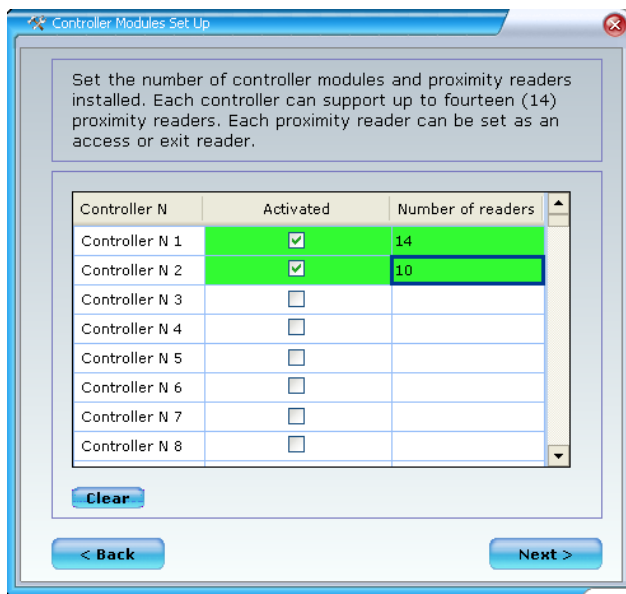 Controller Modules Set Up
Set the number of controller modules and proximity readers
installed. Each controller can support up to fourteen (14)
proximity readers. Each proximity reader can be set as an
access or exit reader.
Controller N Activated Number of readers
Controller N 1 14
Controller N 2 10
Controller N 3
Controller N 4
Controller N 5
Controller N 6
Controller N 7
Controller N 8
Clear
< Back Next >